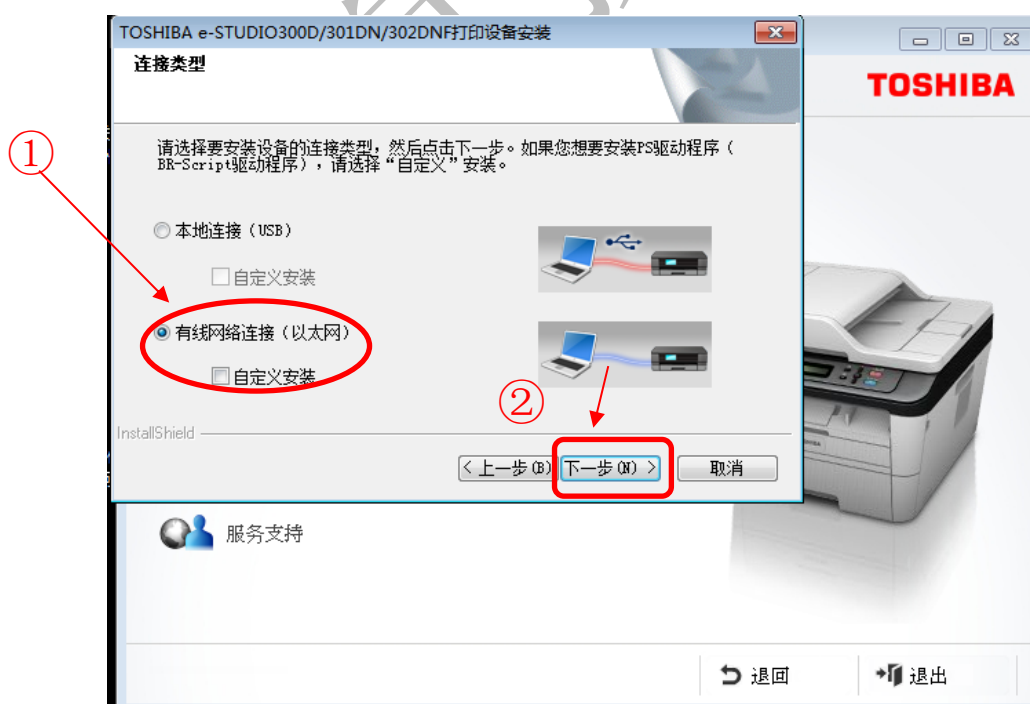 TOSHIBA e-STUDIO300D/301DN/302DNF打印设备安装
连接类型
TOSHIBA
①
请选择要安装设备的连接类型，然后点击下一步。如果您想要安装PS驱动程序（
BR-Script驱动程序），请选择“自定义”安装。
本地连接（USB）
自定义安装
有线网络连接（以太网）
自定义安装
②
InstallShield
< 上一步(B)
下一步(N) >
取消
服务支持
退回
退出